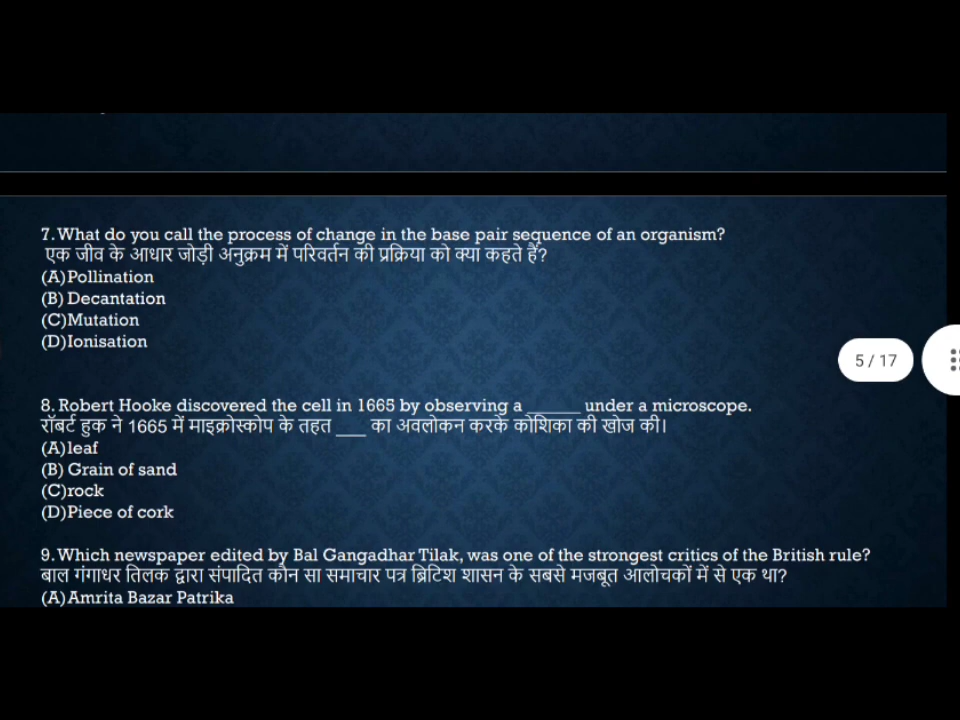 7. What do you call the process of change in the base pair sequence of an organism?
एक जीव के आधार जोड़ी अनुक्रम में परिवर्तन की प्रक्रिया को क्या कहते हैं?
(A) Pollination
(B) Decantation
(C) Mutation
(D) Ionisation
5 / 17
8. Robert Hooke discovered the cell in 1665 by observing a ______ under a microscope.
रॉबर्ट हुक ने 1665 में माइक्रोस्कोप के तहत ___ का अवलोकन करके कोशिका की खोज की।
(A) leaf
(B) Grain of sand
(C) rock
(D) Piece of cork
9. Which newspaper edited by Bal Gangadhar Tilak, was one of the strongest critics of the British rule?
बाल गंगाधर तिलक द्वारा संपादित कौन सा समाचार पत्र ब्रिटिश शासन के सबसे मजबूत आलोचकों में से एक था?
(A) Amrita Bazar Patrika